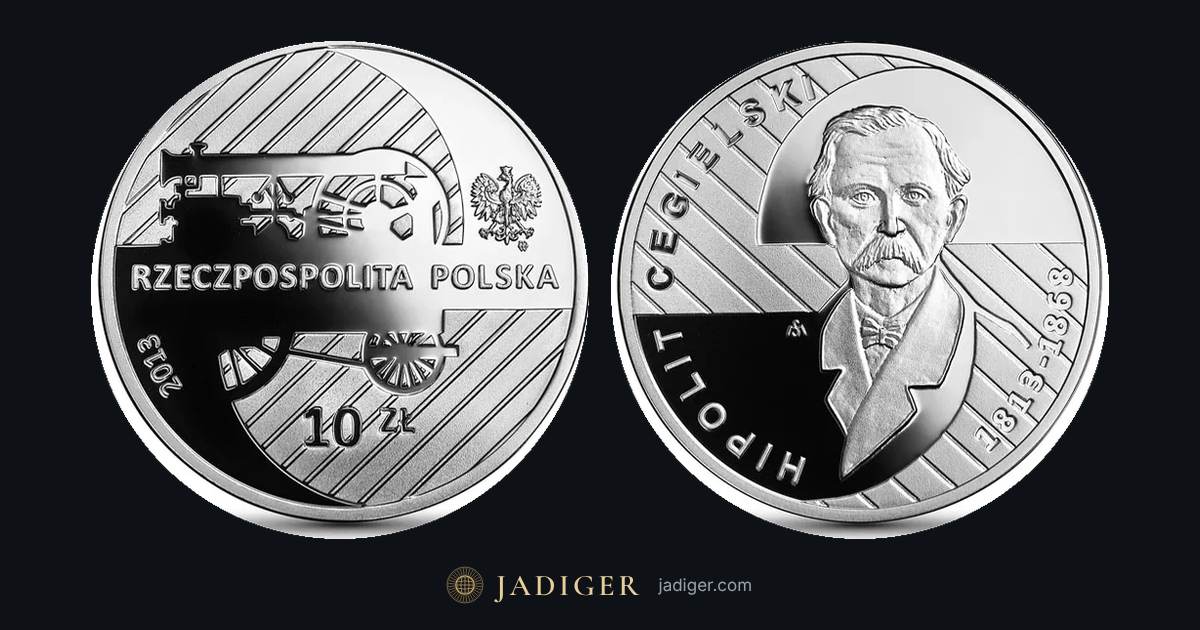 RZECZPOSPOLITA POLSKA
2013
10 ZŁ
HIPOLIT CEGIELSKI
1813-1868
JADIGER
jadiger.com